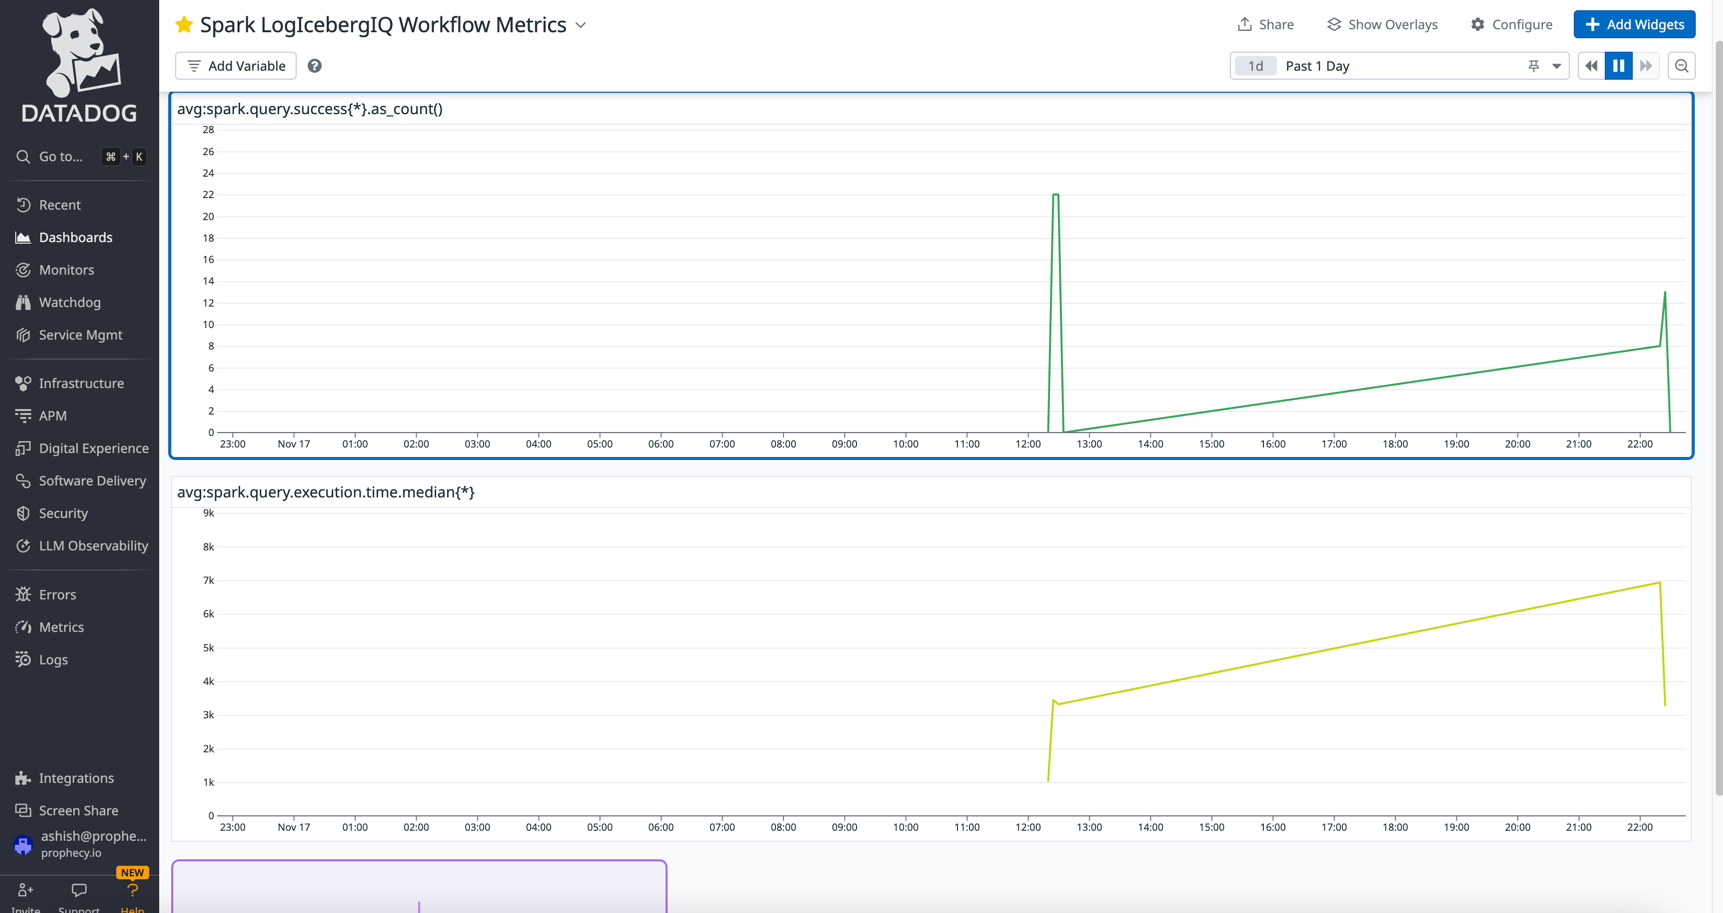 DATADOG
Go to... ⌘ + K
Recent
Dashboards
Monitors
Watchdog
Service Mgmt
Infrastructure
APM
Digital Experience
Software Delivery
Security
LLM Observability
Errors
Metrics
Logs
Integrations
Screen Share
ashish@prophe...
prophecy.io
NEW
Invite Support Help
Spark LogIcebergIQ Workflow Metrics
Share Show Overlays Configure + Add Widgets
Add Variable ?
1d Past 1 Day
avg:spark.query.success{*}.as_count()
28
26
24
22
20
18
16
14
12
10
8
6
4
2
0
23:00 Nov 17 01:00 02:00 03:00 04:00 05:00 06:00 07:00 08:00 09:00 10:00 11:00 12:00 13:00 14:00 15:00 16:00 17:00 18:00 19:00 20:00 21:00 22:00
avg:spark.query.execution.time.median{*}
9k
8k
7k
6k
5k
4k
3k
2k
1k
0
23:00 Nov 17 01:00 02:00 03:00 04:00 05:00 06:00 07:00 08:00 09:00 10:00 11:00 12:00 13:00 14:00 15:00 16:00 17:00 18:00 19:00 20:00 21:00 22:00